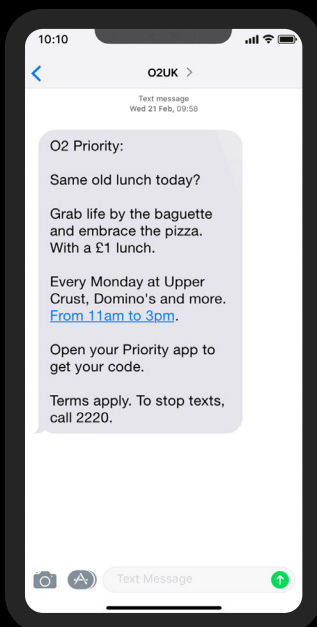 10:10
O2UK >
Text message
Wed 21 Feb, 09:58
O2 Priority:
Same old lunch today?
Grab life by the baguette
and embrace the pizza.
With a £1 lunch.
Every Monday at Upper
Crust, Domino's and more.
From 11am to 3pm.
Open your Priority app to
get your code.
Terms apply. To stop texts,
call 2220.
Text Message